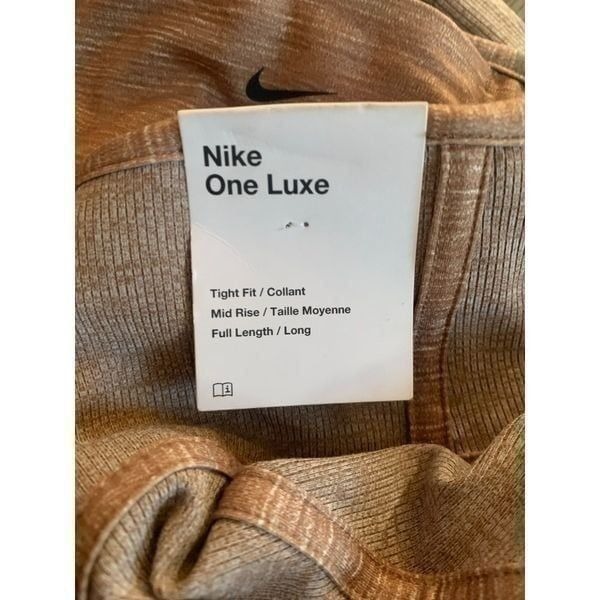 Nike
One Luxe
Tight Fit / Collant
Mid Rise / Taille Moyenne
Full Length / Long
i